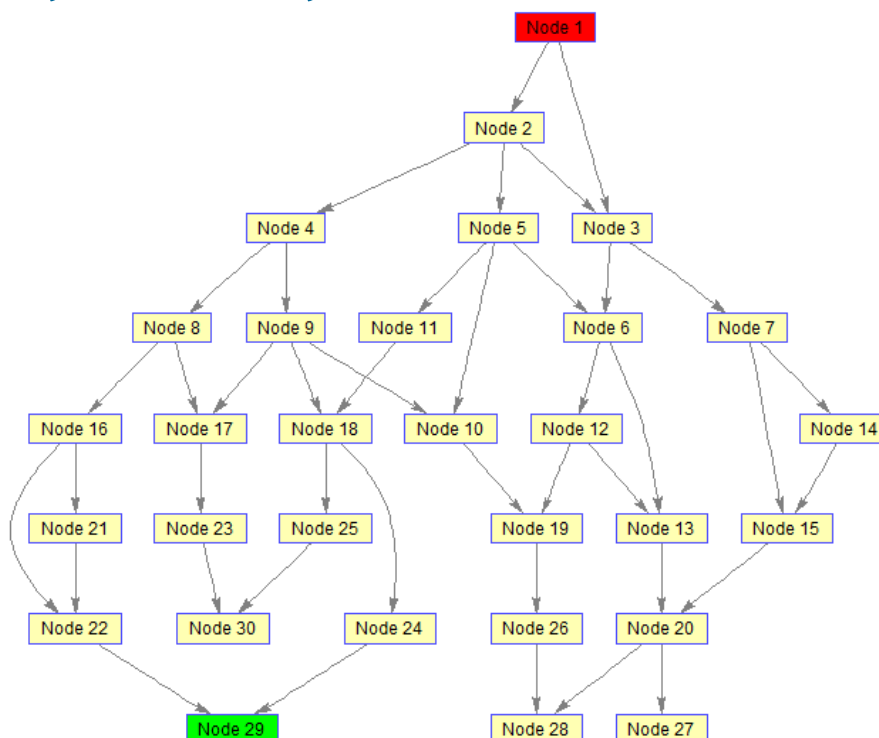 Node 1
Node 2
Node 4
Node 5
Node 3
Node 8
Node 9
Node 11
Node 6
Node 7
Node 16
Node 17
Node 18
Node 10
Node 12
Node 14
Node 21
Node 23
Node 25
Node 19
Node 13
Node 15
Node 22
Node 30
Node 24
Node 26
Node 20
Node 29
Node 28
Node 27